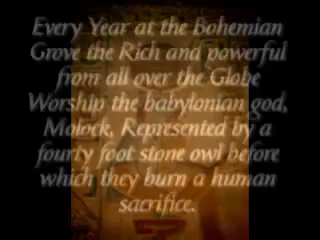 Every Year at the Bohemian
Grove the Rich and powerful
from all over the Globe
Worship the babylonian god,
Molock, Represented by a
fourty foot stone owl before
which they burn a human
sacrifice.